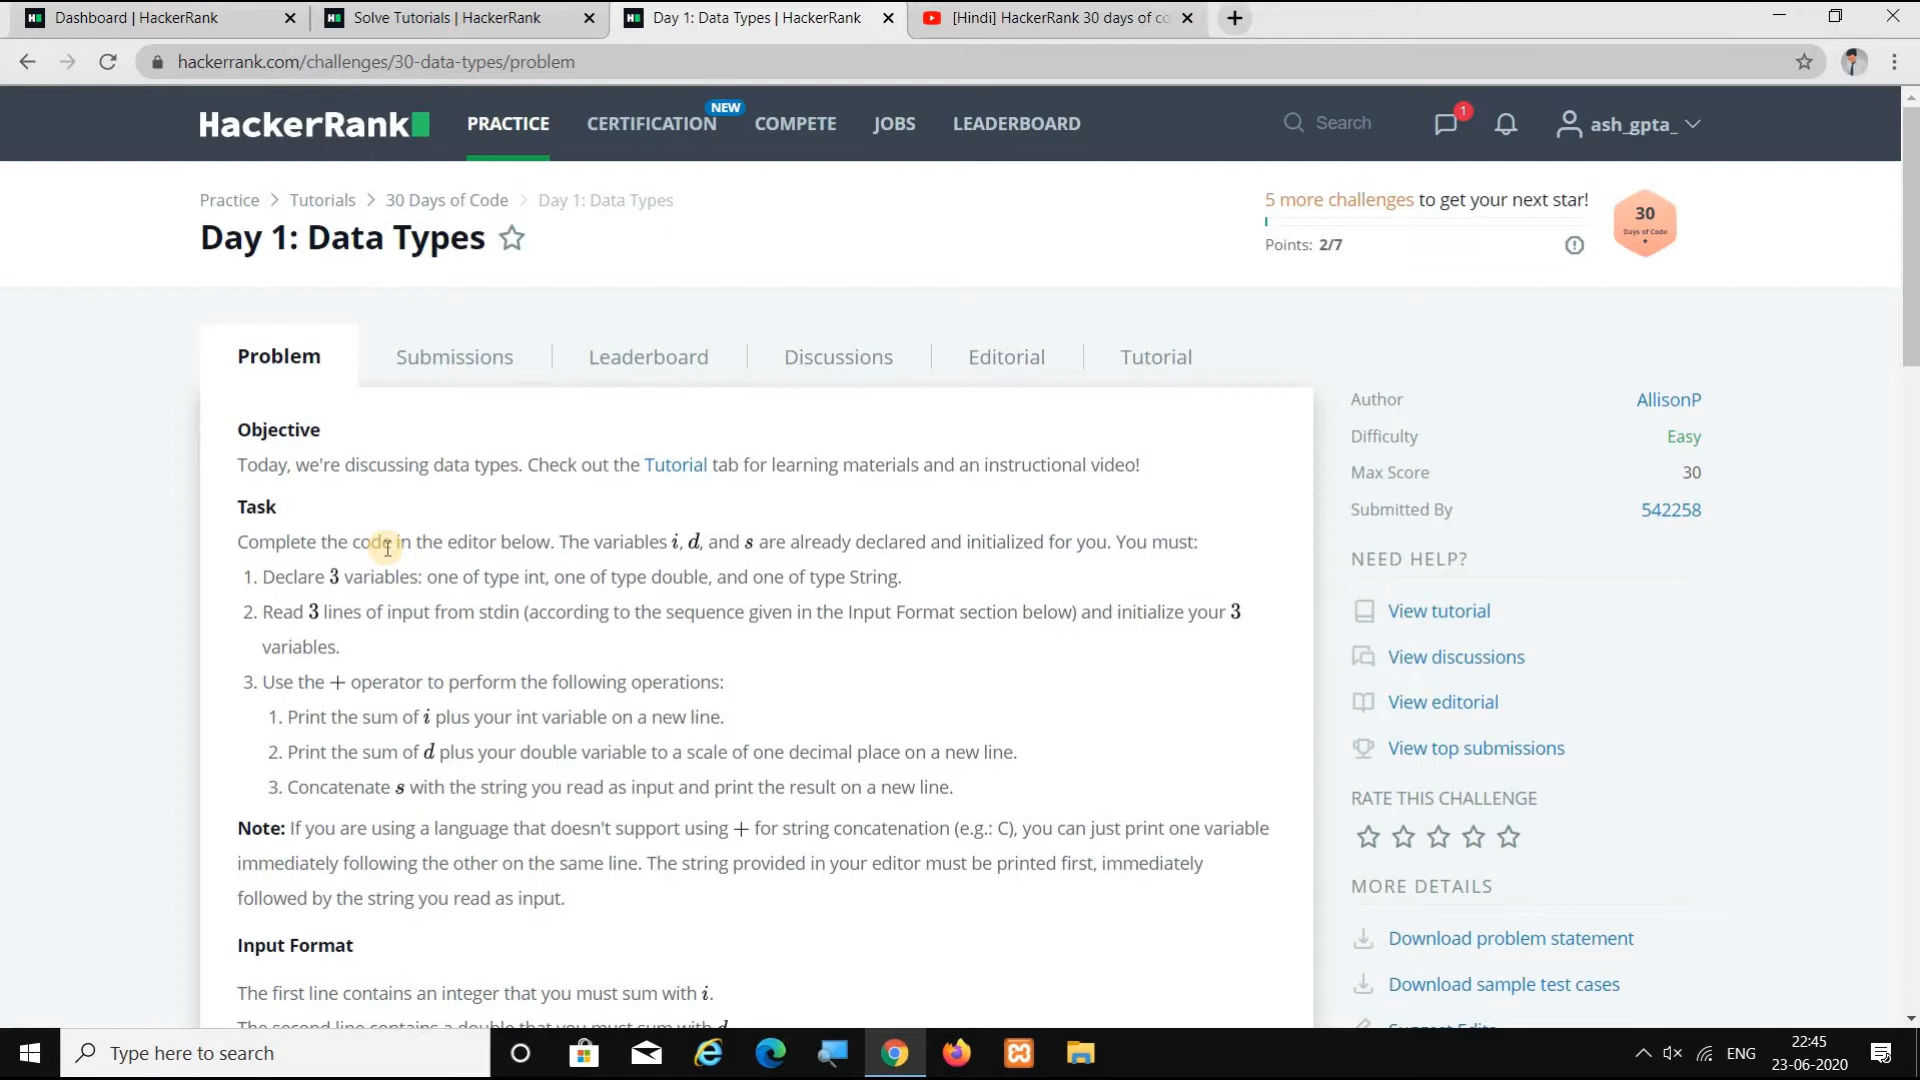 Dashboard | HackerRank
Solve Tutorials | HackerRank
Day 1: Data Types | HackerRank
[Hindi] HackerRank 30 days of co
hackerrank.com/challenges/30-data-types/problem
HackerRank
PRACTICE
CERTIFICATION
NEW
COMPETE
JOBS
LEADERBOARD
Search
1
ash_gpta_
Practice > Tutorials > 30 Days of Code > Day 1: Data Types
Day 1: Data Types
5 more challenges to get your next star!
Points: 2/7
30
Days of Code
Problem
Submissions
Leaderboard
Discussions
Editorial
Tutorial
Objective
Today, we're discussing data types. Check out the Tutorial tab for learning materials and an instructional video!
Task
Complete the code in the editor below. The variables i, d, and s are already declared and initialized for you. You must:
1. Declare 3 variables: one of type int, one of type double, and one of type String.
2. Read 3 lines of input from stdin (according to the sequence given in the Input Format section below) and initialize your 3
variables.
3. Use the + operator to perform the following operations:
1. Print the sum of i plus your int variable on a new line.
2. Print the sum of d plus your double variable to a scale of one decimal place on a new line.
3. Concatenate s with the string you read as input and print the result on a new line.
Note: If you are using a language that doesn't support using + for string concatenation (e.g.: C), you can just print one variable
immediately following the other on the same line. The string provided in your editor must be printed first, immediately
followed by the string you read as input.
Input Format
The first line contains an integer that you must sum with i.
The second line contains a double that you must sum with d
Author AllisonP
Difficulty Easy
Max Score 30
Submitted By 542258
NEED HELP?
View tutorial
View discussions
View editorial
View top submissions
RATE THIS CHALLENGE
MORE DETAILS
Download problem statement
Download sample test cases
Suggest Edits
Type here to search
ENG
22:45
23-06-2020